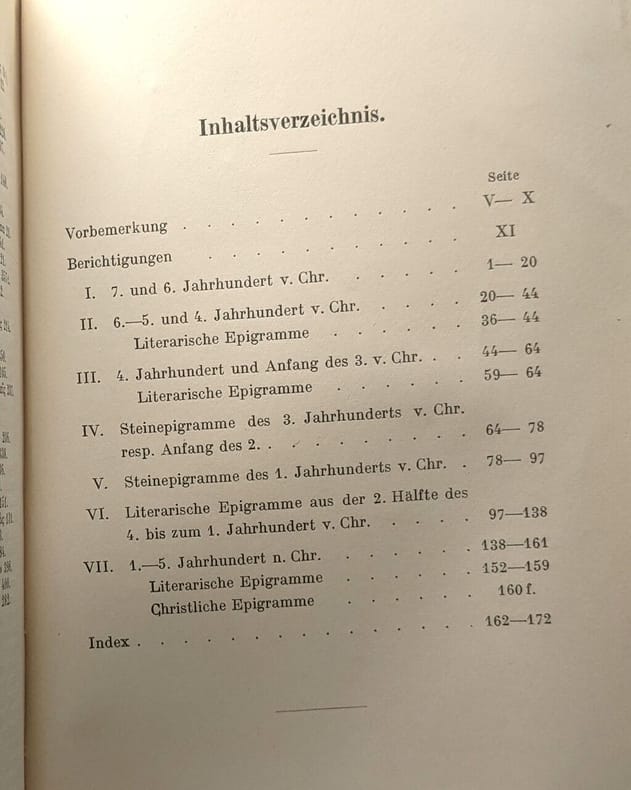 Inhaltsverzeichnis.
Seite
Vorbemerkung . . . . . . . . . . . V— X
Berichtigungen . . . . . . . . . . XI
I. 7. und 6. Jahrhundert v. Chr. . . . . . 1— 20
II. 6.—5. und 4. Jahrhundert v. Chr. . . . . 20— 44
Literarische Epigramme . . . . . 36— 44
III. 4. Jahrhundert und Anfang des 3. v. Chr. . . 44— 64
Literarische Epigramme . . . . . 59— 64
IV. Steinepigramme des 3. Jahrhunderts v. Chr.
resp. Anfang des 2. . . . . . . . . 64— 78
V. Steinepigramme des 1. Jahrhunderts v. Chr. . 78— 97
VI. Literarische Epigramme aus der 2. Hälfte des
4. bis zum 1. Jahrhundert v. Chr. . . . . 97—138
VII. 1.—5. Jahrhundert n. Chr. . . . . . 138—161
Literarische Epigramme . . . . . 152—159
Christliche Epigramme . . . . . 160 f.
Index . . . . . . . . . . . . 162—172